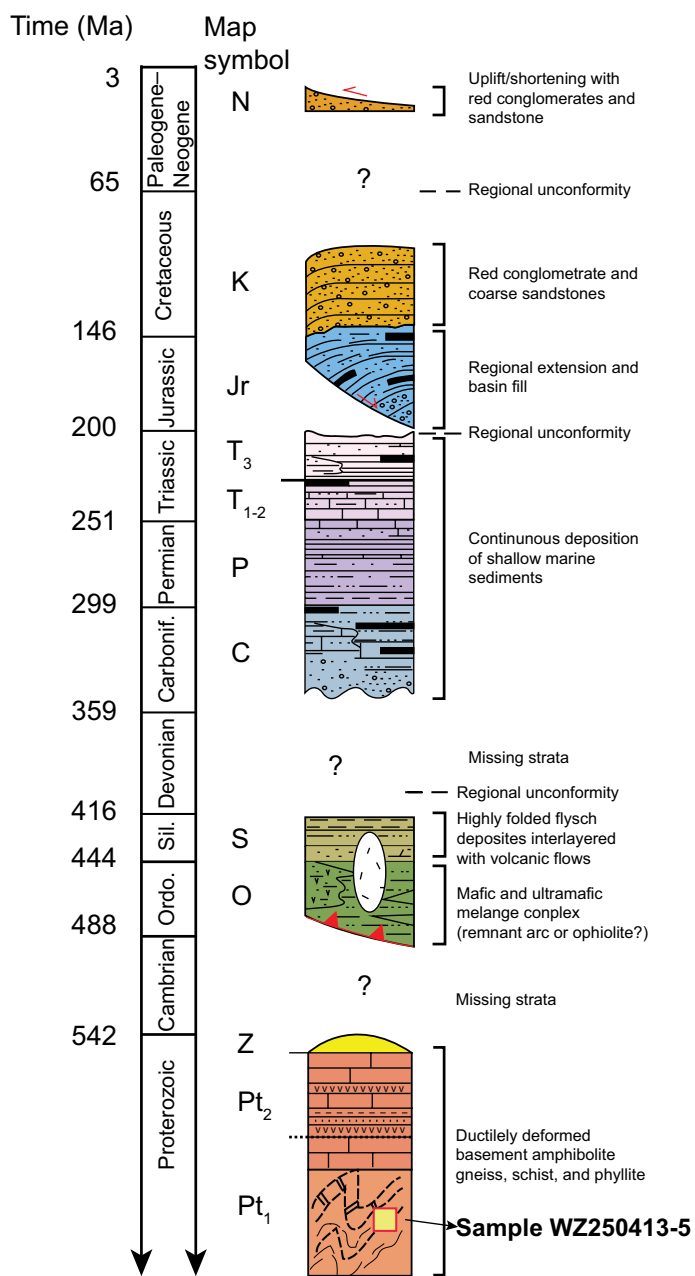 Time (Ma)
Map
symbol
3
Paleogene–
Neogene
N
Uplift/shortening with
red conglomerates and
sandstone
65
?
Regional unconformity
Cretaceous
K
Red conglometrate and
coarse sandstones
146
Jurassic
Jr
Regional extension and
basin fill
200
Regional unconformity
Triassic
T3
T1-2
251
Permian
P
Continunous deposition
of shallow marine
sediments
299
Carbonif.
C
359
Devonian
?
Missing strata
Regional unconformity
416
Sil.
S
Highly folded flysch
deposites interlayered
with volcanic flows
444
Ordo.
O
Mafic and ultramafic
melange conplex
(remnant arc or ophiolite?)
488
Cambrian
?
Missing strata
542
Z
Proterozoic
Pt2
Ductilely deformed
basement amphibolite
gneiss, schist, and phyllite
Pt1
Sample WZ250413-5